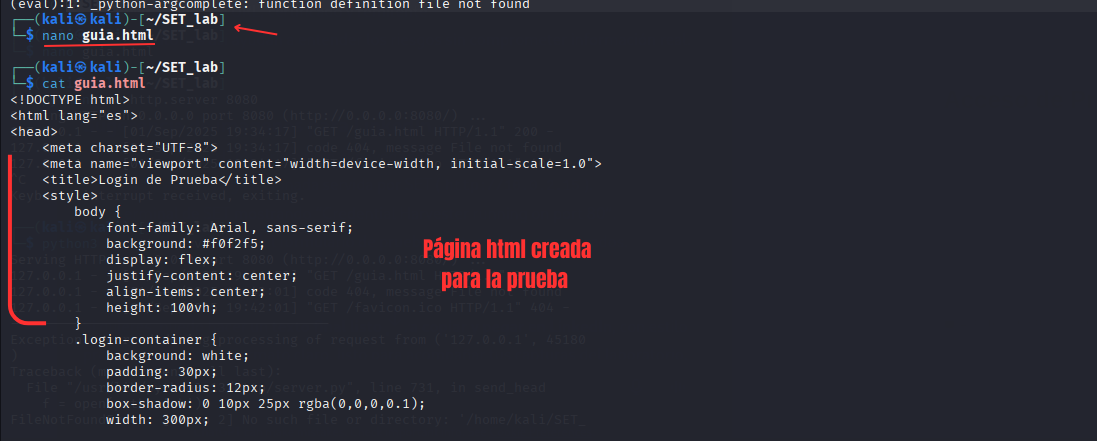 (eval):1: _python-argcomplete: function definition file not found
┌──(kali㉿kali)-[~/SET_lab]
└─$ nano guia.html
┌──(kali㉿kali)-[~/SET_lab]
└─$ cat guia.html
<!DOCTYPE html>
<html lang="es">
<head>
    <meta charset="UTF-8">
    <meta name="viewport" content="width=device-width, initial-scale=1.0">
    <title>Login de Prueba</title>
    <style>
        body {
            font-family: Arial, sans-serif;
            background: #f0f2f5;
            display: flex;
            justify-content: center;
            align-items: center;
            height: 100vh;
        }
        .login-container {
            background: white;
            padding: 30px;
            border-radius: 12px;
            box-shadow: 0 10px 25px rgba(0,0,0,0.1);
            width: 300px;
Página html creada
para la prueba